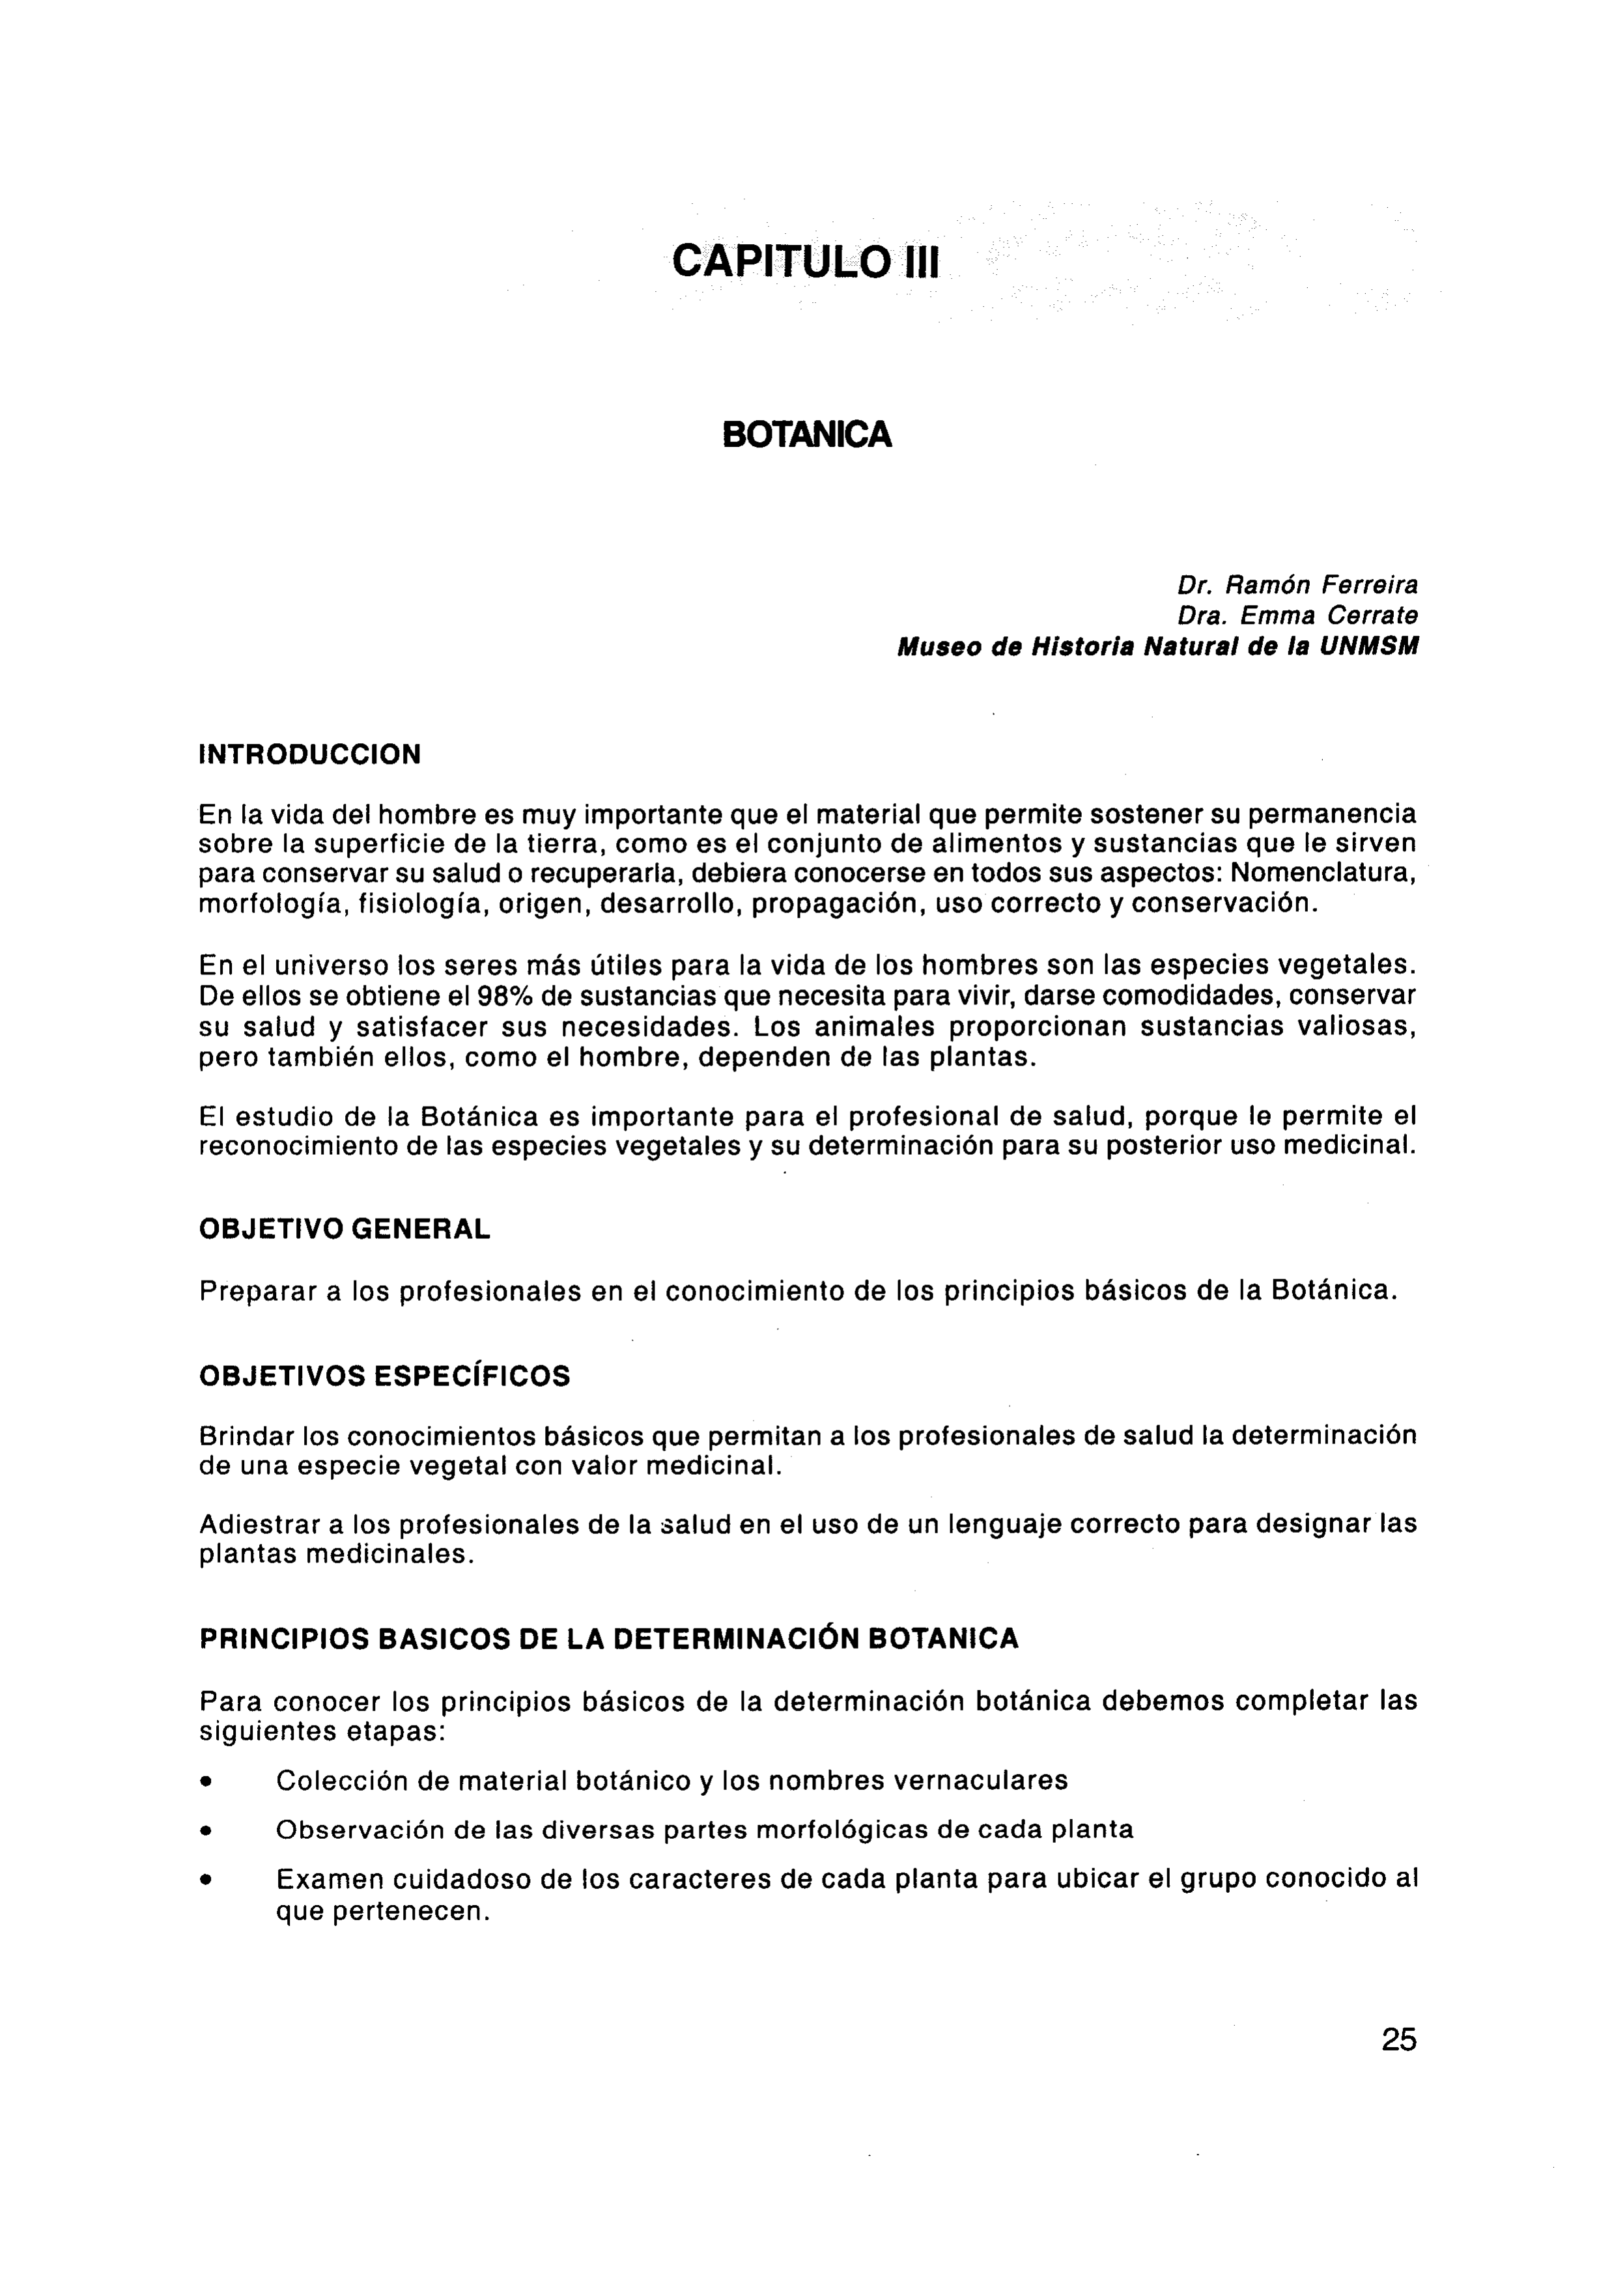 CAPITULO III
BOTANICA
Dr. Ramón Ferreira
Dra. Emma Cerrate
Museo de Historia Natural de la UNMSM
INTRODUCCION
En la vida del hombre es muy importante que el material que permite sostener su permanencia
sobre la superficie de la tierra, como es el conjunto de alimentos y sustancias que le sirven
para conservar su salud o recuperarla, debiera conocerse en todos sus aspectos: Nomenclatura,
morfología, fisiología, origen, desarrollo, propagación, uso correcto y conservación.
En el universo los seres más útiles para la vida de los hombres son las especies vegetales.
De ellos se obtiene el 98% de sustancias que necesita para vivir, darse comodidades, conservar
su salud y satisfacer sus necesidades. Los animales proporcionan sustancias valiosas,
pero también ellos, como el hombre, dependen de las plantas.
El estudio de la Botánica es importante para el profesional de salud, porque le permite el
reconocimiento de las especies vegetales y su determinación para su posterior uso medicinal.
OBJETIVO GENERAL
Preparar a los profesionales en el conocimiento de los principios básicos de la Botánica.
OBJETIVOS ESPECÍFICOS
Brindar los conocimientos básicos que permitan a los profesionales de salud la determinación
de una especie vegetal con valor medicinal.
Adiestrar a los profesionales de la salud en el uso de un lenguaje correcto para designar las
plantas medicinales.
PRINCIPIOS BASICOS DE LA DETERMINACIÓN BOTANICA
Para conocer los principios básicos de la determinación botánica debemos completar las
siguientes etapas:
• Colección de material botánico y los nombres vernaculares
• Observación de las diversas partes morfológicas de cada planta
• Examen cuidadoso de los caracteres de cada planta para ubicar el grupo conocido al
que pertenecen.
25